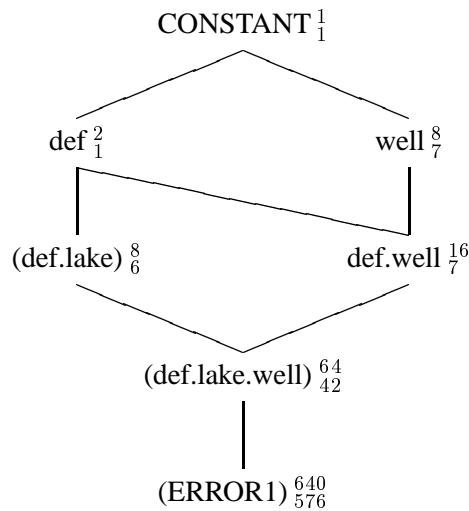 CONSTANT 1 1
def 2 1 well 8 7
(def.lake) 8 6 def.well 16 7
(def.lake.well) 64 42
(ERROR1) 640 576